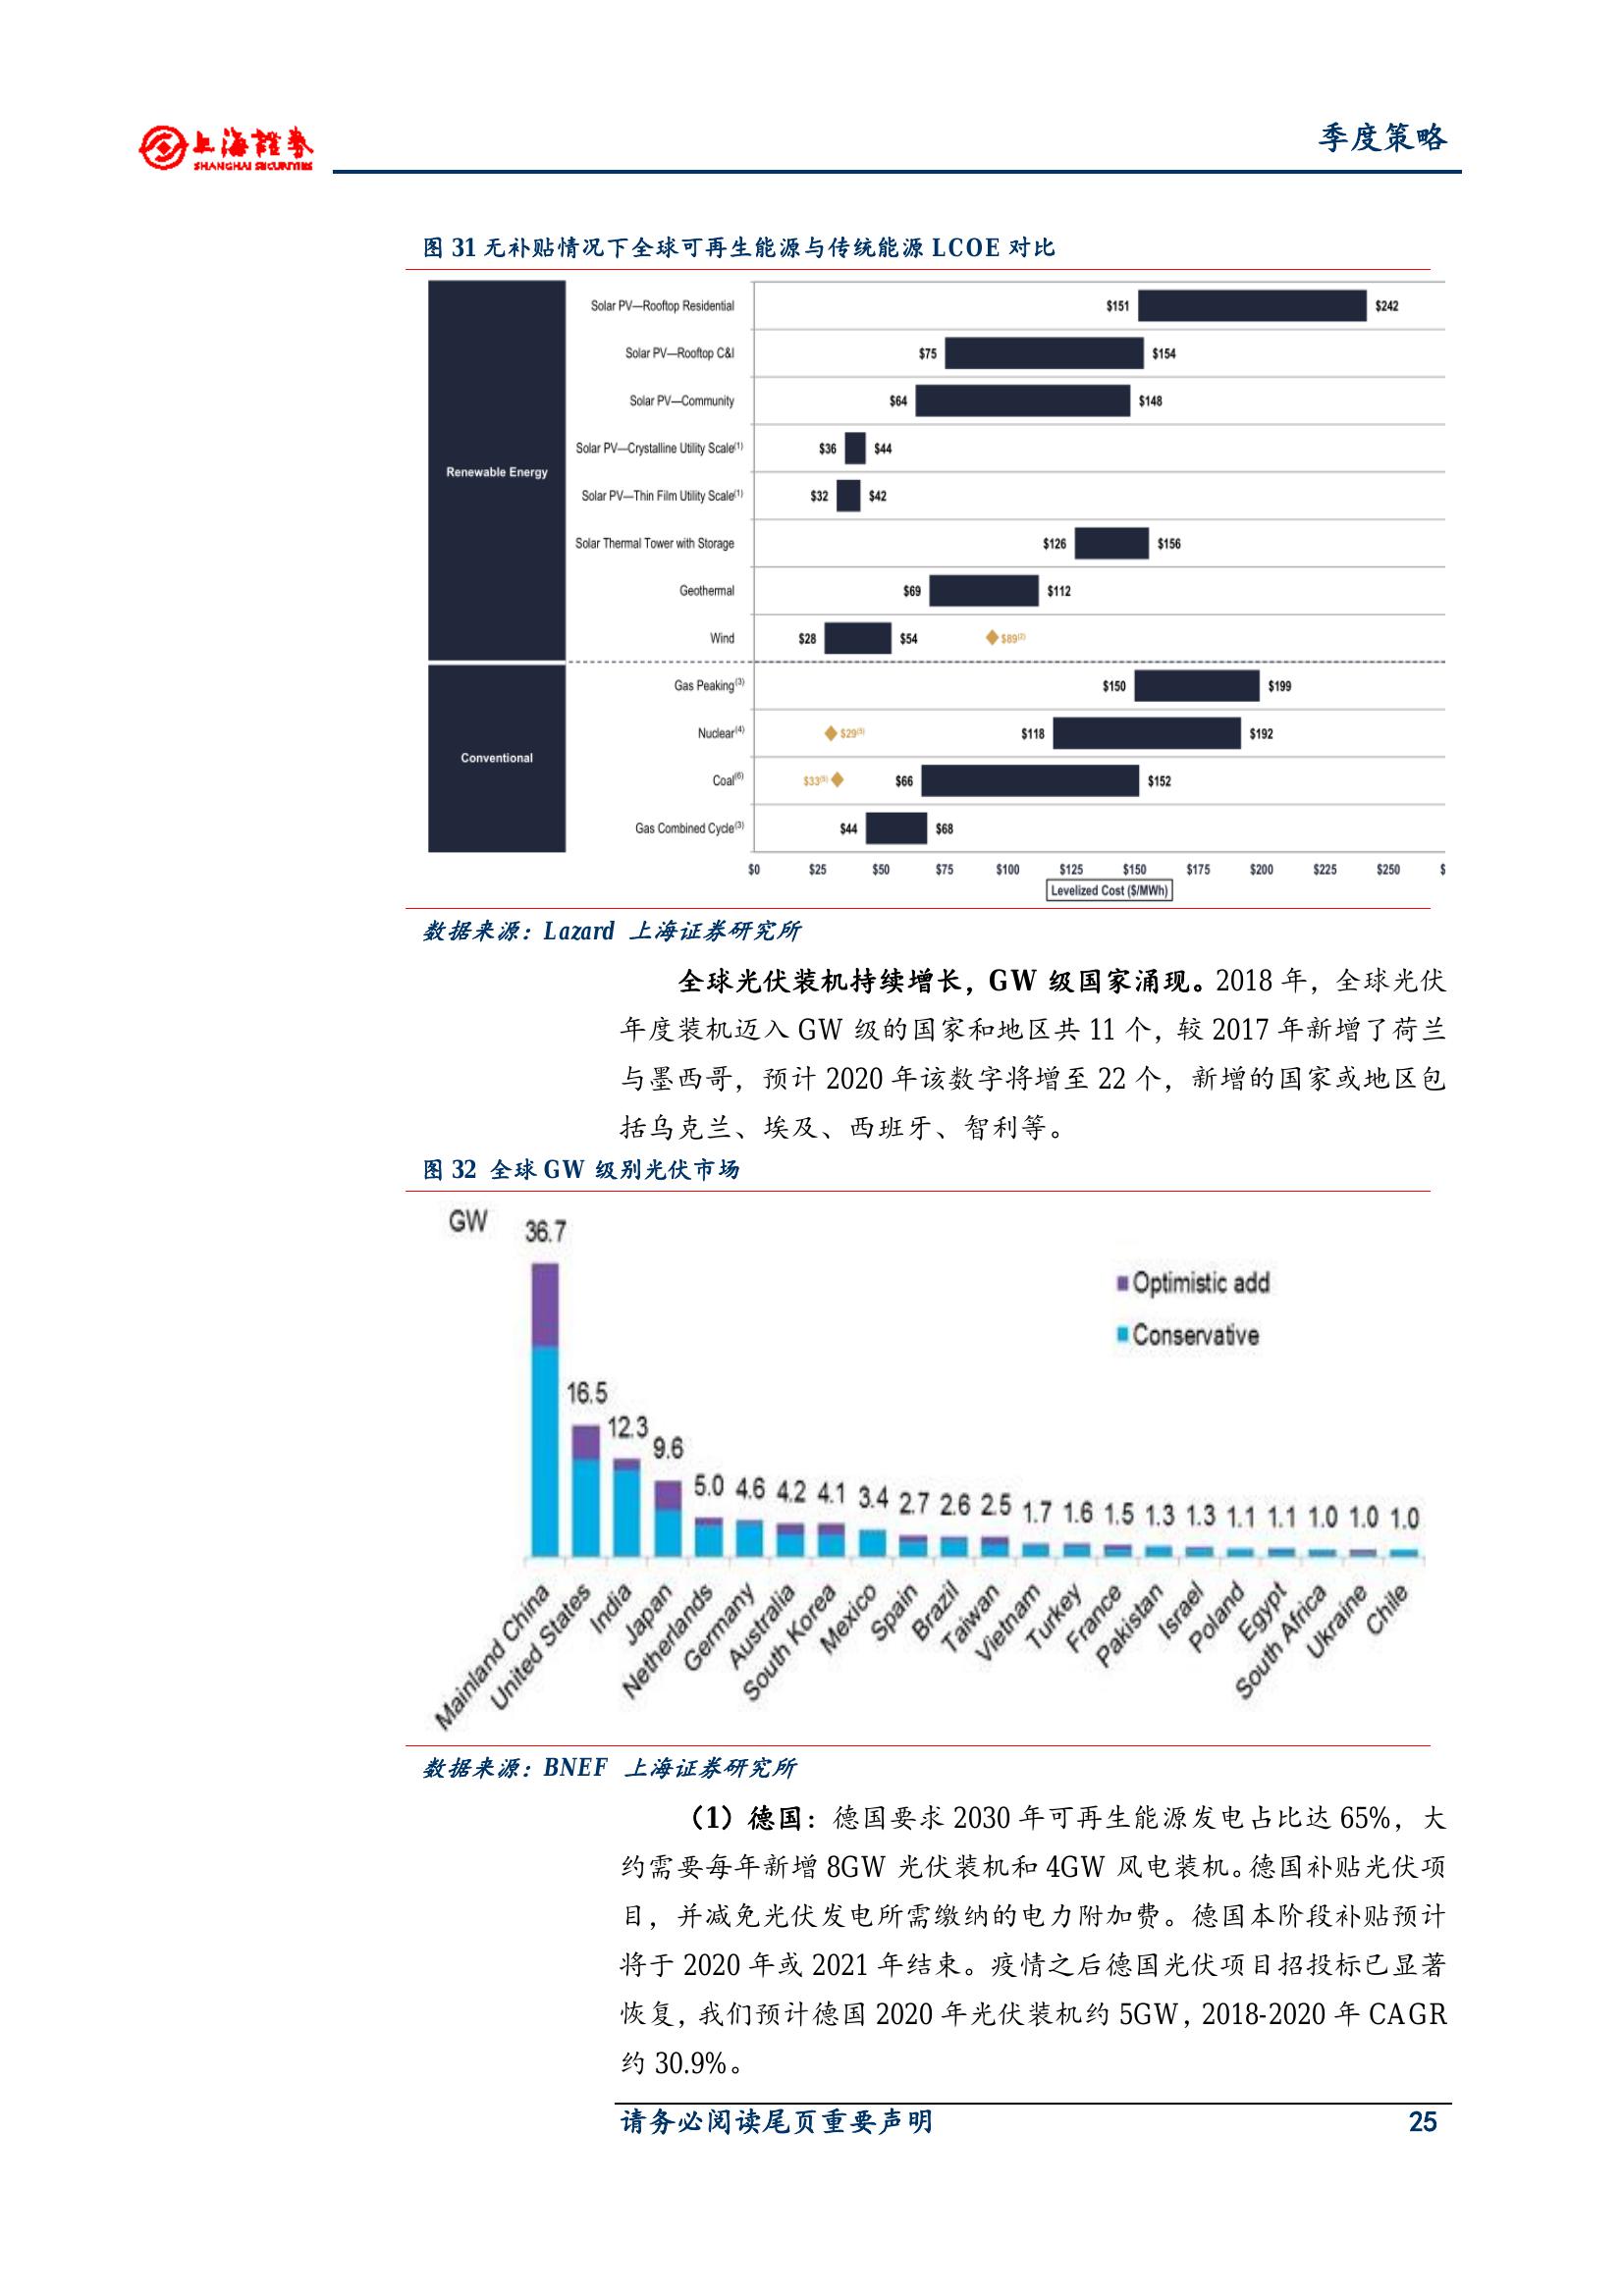 上海證券
SHANGHAI SECURITIES
季度策略
图 31 无补贴情况下全球可再生能源与传统能源 LCOE 对比
Renewable Energy
Solar PV—Rooftop Residential $151 $242
Solar PV—Rooftop C&I $75 $154
Solar PV—Community $64 $148
Solar PV—Crystalline Utility Scale(1) $36 $44
Solar PV—Thin Film Utility Scale(1) $32 $42
Solar Thermal Tower with Storage $126 $156
Geothermal $69 $112
Wind $28 $54 $89(2)
Conventional
Gas Peaking(3) $150 $199
Nuclear(4) $29(5) $118 $192
Coal(6) $33(5) $66 $152
Gas Combined Cycle(3) $44 $68
$0 $25 $50 $75 $100 $125 $150 $175 $200 $225 $250 $
Levelized Cost ($/MWh)
数据来源：Lazard 上海证券研究所
全球光伏装机持续增长，GW 级国家涌现。2018 年，全球光伏
年度装机迈入 GW 级的国家和地区共 11 个，较 2017 年新增了荷兰
与墨西哥，预计 2020 年该数字将增至 22 个，新增的国家或地区包
括乌克兰、埃及、西班牙、智利等。
图 32 全球 GW 级别光伏市场
GW
36.7 16.5 12.3 9.6 5.0 4.6 4.2 4.1 3.4 2.7 2.6 2.5 1.7 1.6 1.5 1.3 1.3 1.1 1.1 1.0 1.0 1.0
Optimistic add
Conservative
Mainland China United States India Japan Netherlands Germany Australia South Korea Mexico Spain Brazil Taiwan Vietnam Turkey France Pakistan Israel Poland Egypt South Africa Ukraine Chile
数据来源：BNEF 上海证券研究所
（1）德国：德国要求 2030 年可再生能源发电占比达 65%，大
约需要每年新增 8GW 光伏装机和 4GW 风电装机。德国补贴光伏项
目，并减免光伏发电所需缴纳的电力附加费。德国本阶段补贴预计
将于 2020 年或 2021 年结束。疫情之后德国光伏项目招投标已显著
恢复，我们预计德国 2020 年光伏装机约 5GW，2018-2020 年 CAGR
约 30.9%。
请务必阅读尾页重要声明 25